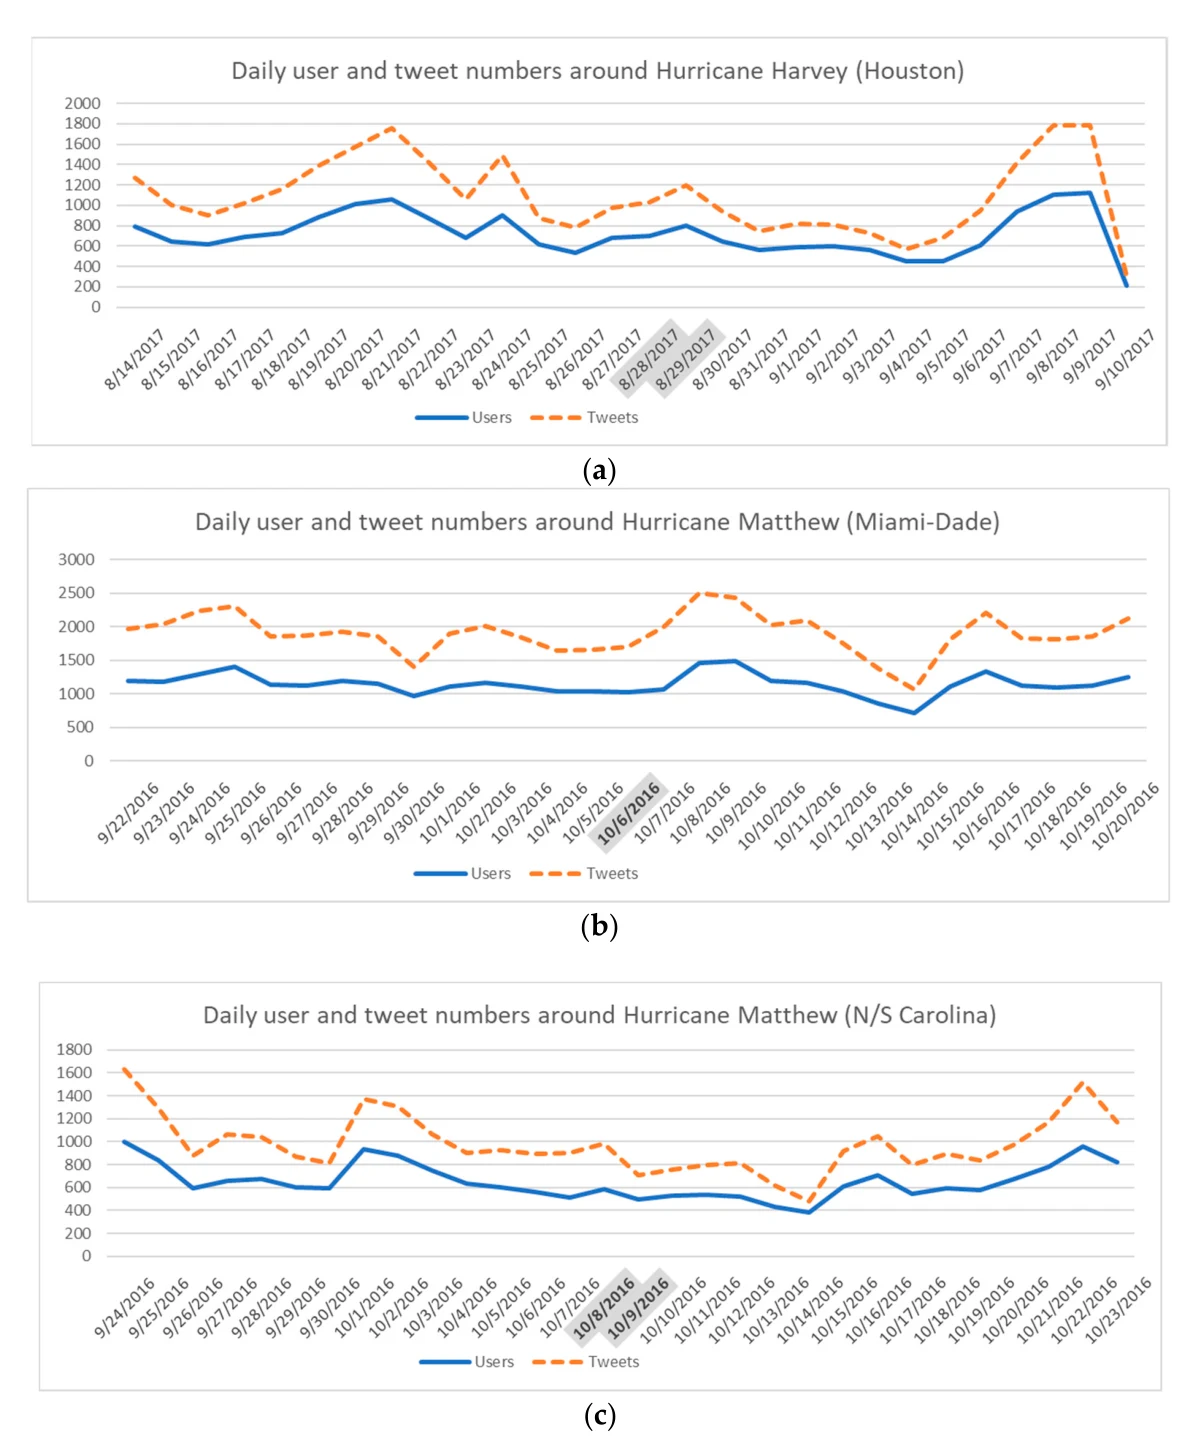 Daily user and tweet numbers around Hurricane Harvey (Houston)
2000
1800
1600
1400
1200
1000
800
600
400
200
0
8/14/2017 8/15/2017 8/16/2017 8/17/2017 8/18/2017 8/19/2017 8/20/2017 8/21/2017 8/22/2017 8/23/2017 8/24/2017 8/25/2017 8/26/2017 8/27/2017 8/28/2017 8/29/2017 8/30/2017 8/31/2017 9/1/2017 9/2/2017 9/3/2017 9/4/2017 9/5/2017 9/6/2017 9/7/2017 9/8/2017 9/9/2017 9/10/2017
Users Tweets
(a)
Daily user and tweet numbers around Hurricane Matthew (Miami-Dade)
3000
2500
2000
1500
1000
500
0
9/22/2016 9/23/2016 9/24/2016 9/25/2016 9/26/2016 9/27/2016 9/28/2016 9/29/2016 9/30/2016 10/1/2016 10/2/2016 10/3/2016 10/4/2016 10/5/2016 10/6/2016 10/7/2016 10/8/2016 10/9/2016 10/10/2016 10/11/2016 10/12/2016 10/13/2016 10/14/2016 10/15/2016 10/16/2016 10/17/2016 10/18/2016 10/19/2016 10/20/2016
Users Tweets
(b)
Daily user and tweet numbers around Hurricane Matthew (N/S Carolina)
1800
1600
1400
1200
1000
800
600
400
200
0
9/24/2016 9/25/2016 9/26/2016 9/27/2016 9/28/2016 9/29/2016 9/30/2016 10/1/2016 10/2/2016 10/3/2016 10/4/2016 10/5/2016 10/6/2016 10/7/2016 10/8/2016 10/9/2016 10/10/2016 10/11/2016 10/12/2016 10/13/2016 10/14/2016 10/15/2016 10/16/2016 10/17/2016 10/18/2016 10/19/2016 10/20/2016 10/21/2016 10/22/2016 10/23/2016
Users Tweets
(c)